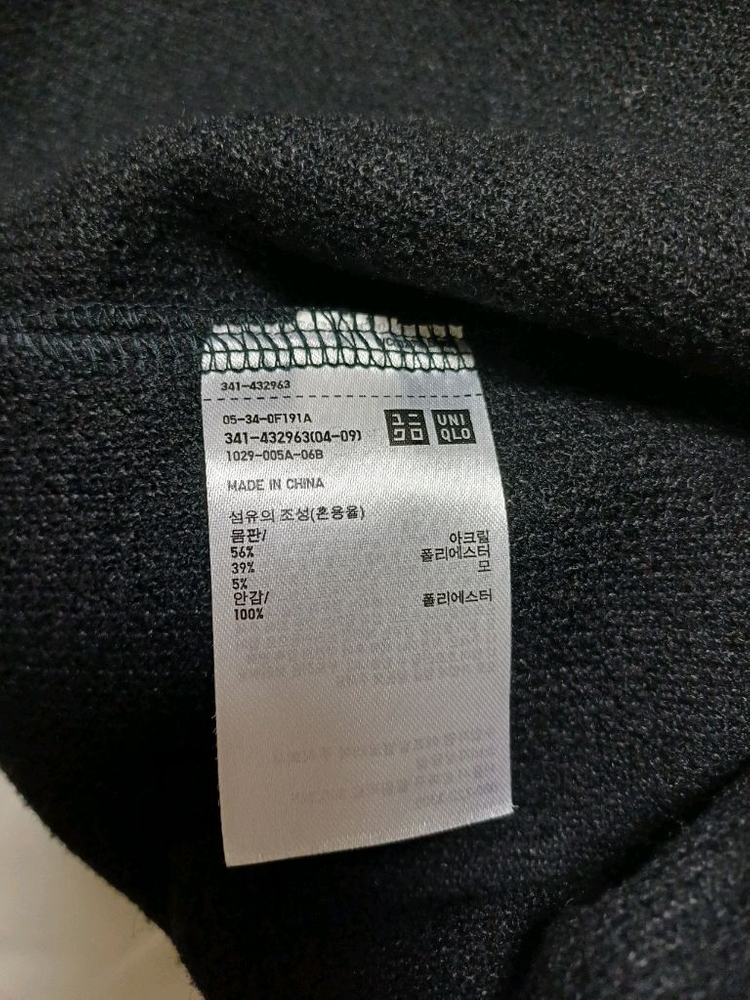 341-432963
05-34-0F191A
341-432963(04-09)
1029-005A-06B
ユニ
クロ
UNI
QLO
MADE IN CHINA
섬유의 조성(혼용율)
몸판/
56% 아크릴
39% 폴리에스터
5% 모
안감/
100% 폴리에스터